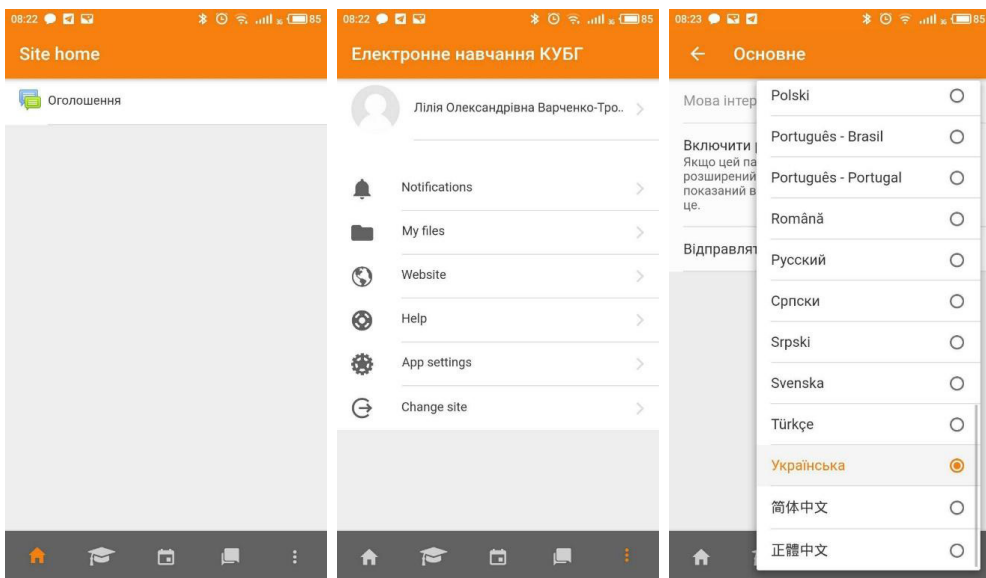 08:22
85
Site home
Оголошення
08:22
85
Електронне навчання КУБГ
Лілія Олександрівна Варченко-Тро..
Notifications
My files
Website
Help
App settings
Change site
08:23
85
Основне
Мова інтер
Включити
Якщо цей па
розширений
показаний в
це.
Відправлят
Polski
Português - Brasil
Português - Portugal
Română
Русский
Српски
Srpski
Svenska
Türkçe
Українська
简体中文
正體中文